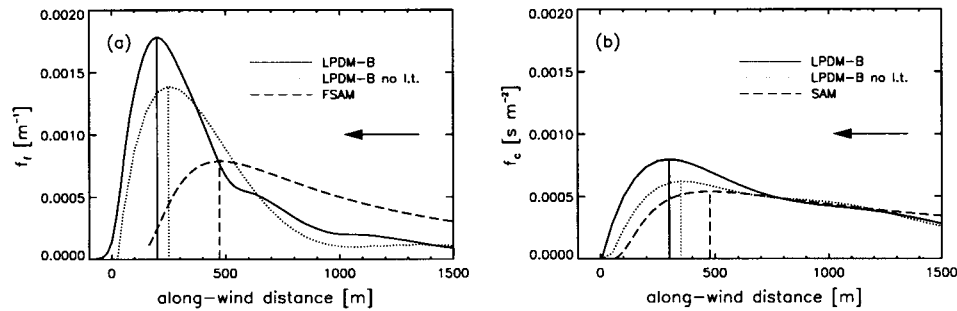 (a)
LPDM-B
LPDM-B no l.t.
FSAM
f_f [m⁻¹]
0.0020
0.0015
0.0010
0.0005
0.0000
0 500 1000 1500
along-wind distance [m]
(b)
LPDM-B
LPDM-B no l.t.
SAM
f_c [s m⁻²]
0.0020
0.0015
0.0010
0.0005
0.0000
0 500 1000 1500
along-wind distance [m]